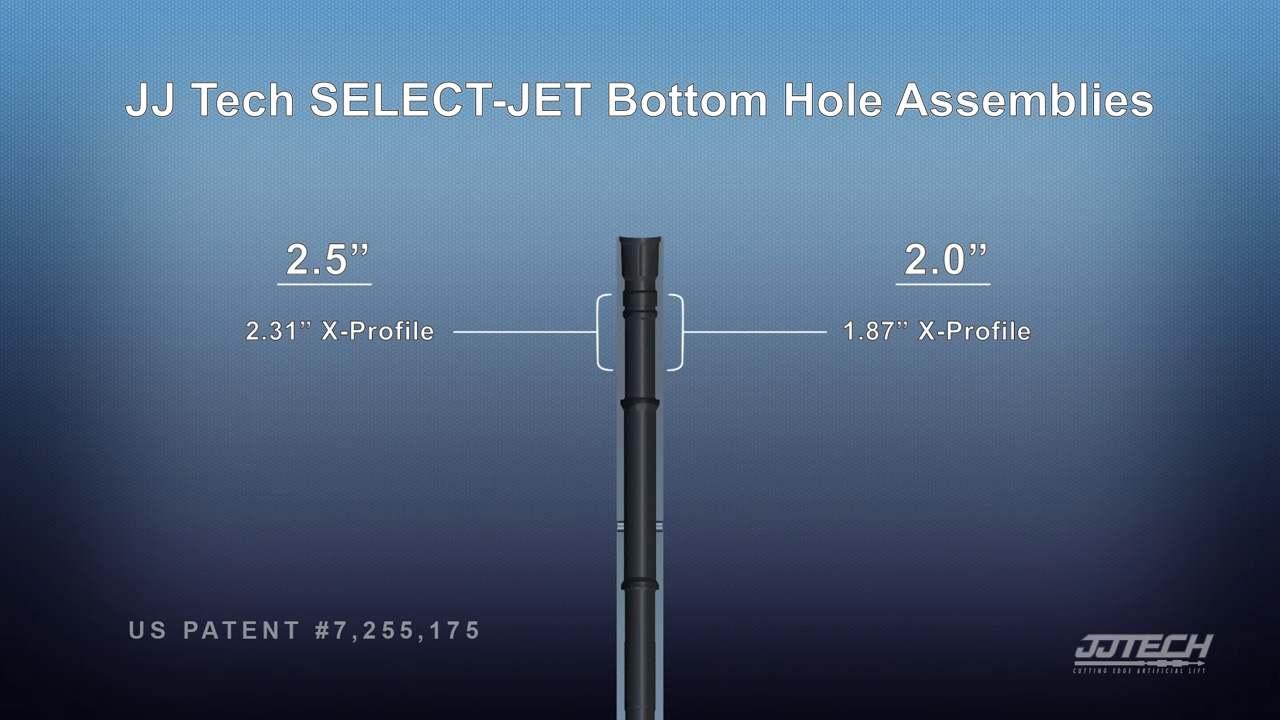 JJ Tech SELECT-JET Bottom Hole Assemblies
2.5”
2.0”
2.31” X-Profile
1.87” X-Profile
US PATENT #7,255,175
JJTECH
CUTTING EDGE ARTIFICIAL LIFT